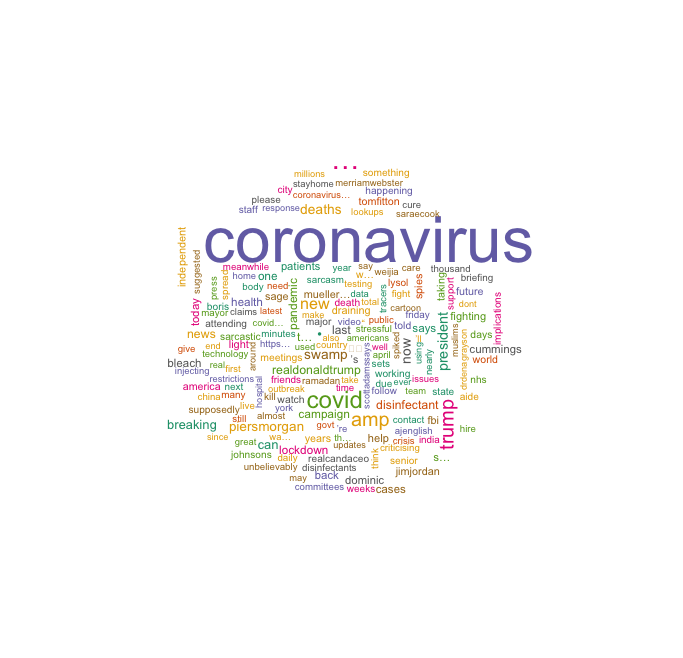 ...
millions something
stayhome merriamwebster
city coronavirus… happening
please tomfitton cure
staff response deaths lookups saraecook
coronavirus
independent
suggested
meanwhile patients year say weijia care thousand
home one sarcasm testing w… lysol briefing
press
spread
body need mueller… data fight future
health sage new death total cartoon dont
pandemic
tracers
spies
taking
support
implications
today
boris claims latest make draining public friday fighting
mayor major video
attending covid… last stressful told says days
news sarcastic t… • also americans
light https… used country well april
end
swamp 's
spiked
now
using
nearly
president
muslims
drdenagrayson
cummings
give technology around meetings sets world
bleach real first realdonaldtrump scottadamssays working nhs
injecting restrictions friends ramadan take due ever issues
america next hospital time follow team state aide
china many outbreak kill watch covid disinfectant
supposedly live york campaign amp contact fbi
still almost
breaking piersmorgan govt 're ajenglish trump hire
since wa… years th… help crisis india
great can updates criticising
johnsons daily lockdown think s…
unbelievably realcandaceo senior
disinfectants jimjordan
may back dominic
committees weeks cases